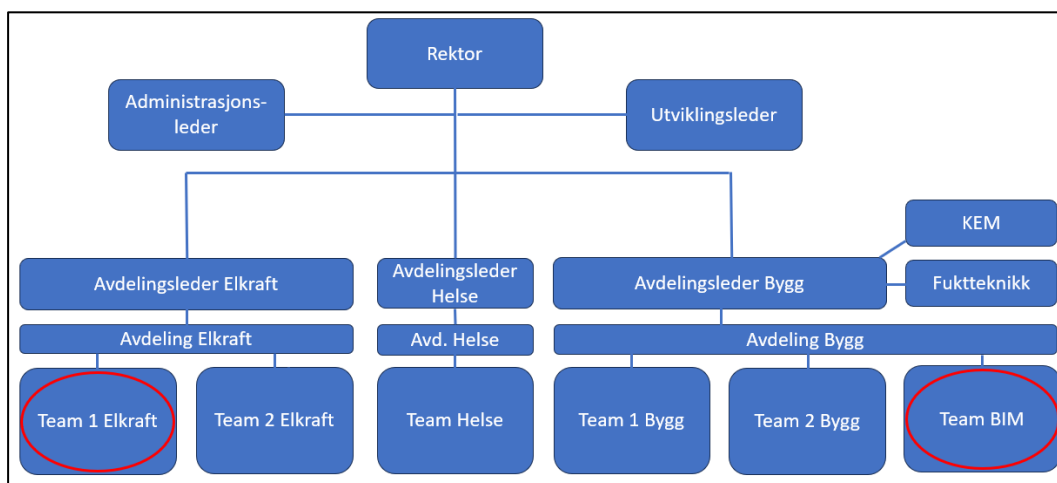 Rektor
Administrasjons-
leder
Utviklingsleder
KEM
Avdelingsleder Elkraft
Avdelingsleder
Helse
Avdelingsleder Bygg
Fuktteknikk
Avdeling Elkraft
Avd. Helse
Avdeling Bygg
Team 1 Elkraft
Team 2 Elkraft
Team Helse
Team 1 Bygg
Team 2 Bygg
Team BIM